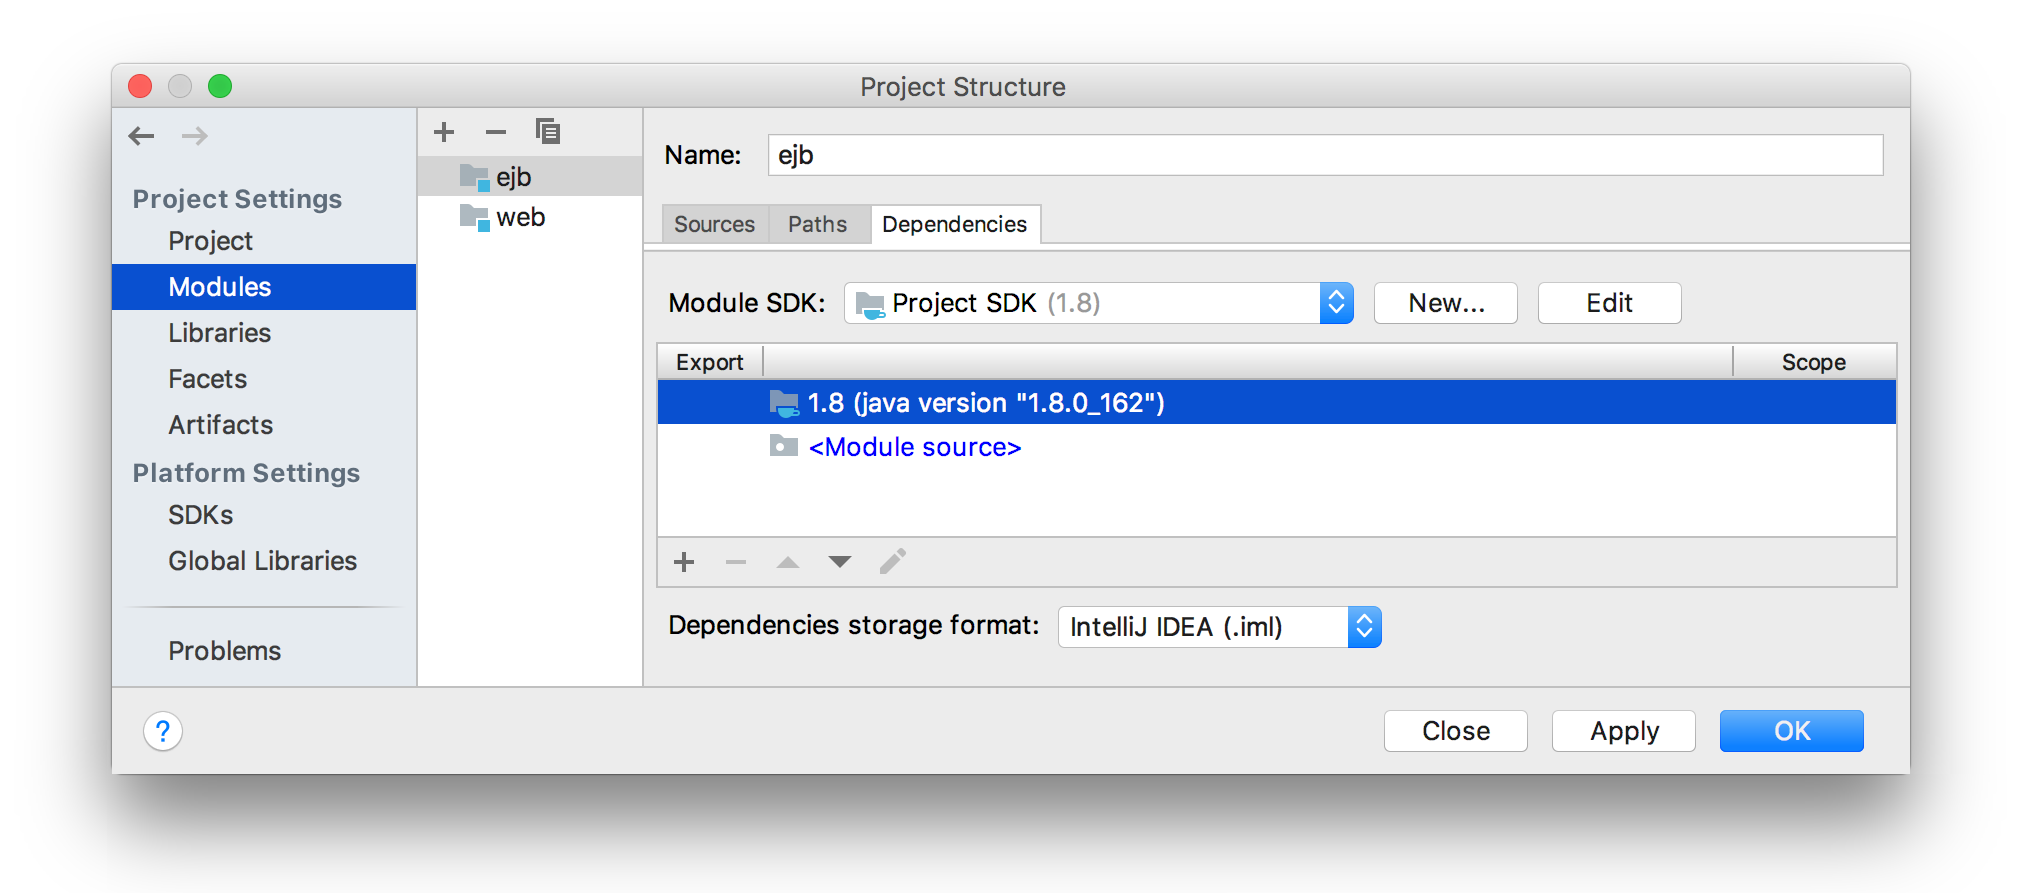 Project Structure
Project Settings
Project
Modules
Libraries
Facets
Artifacts
Platform Settings
SDKs
Global Libraries
Problems
ejb
web
Name: ejb
Sources Paths Dependencies
Module SDK: Project SDK (1.8) New... Edit
Export Scope
1.8 (java version "1.8.0_162")
<Module source>
Dependencies storage format: IntelliJ IDEA (.iml)
? Close Apply OK